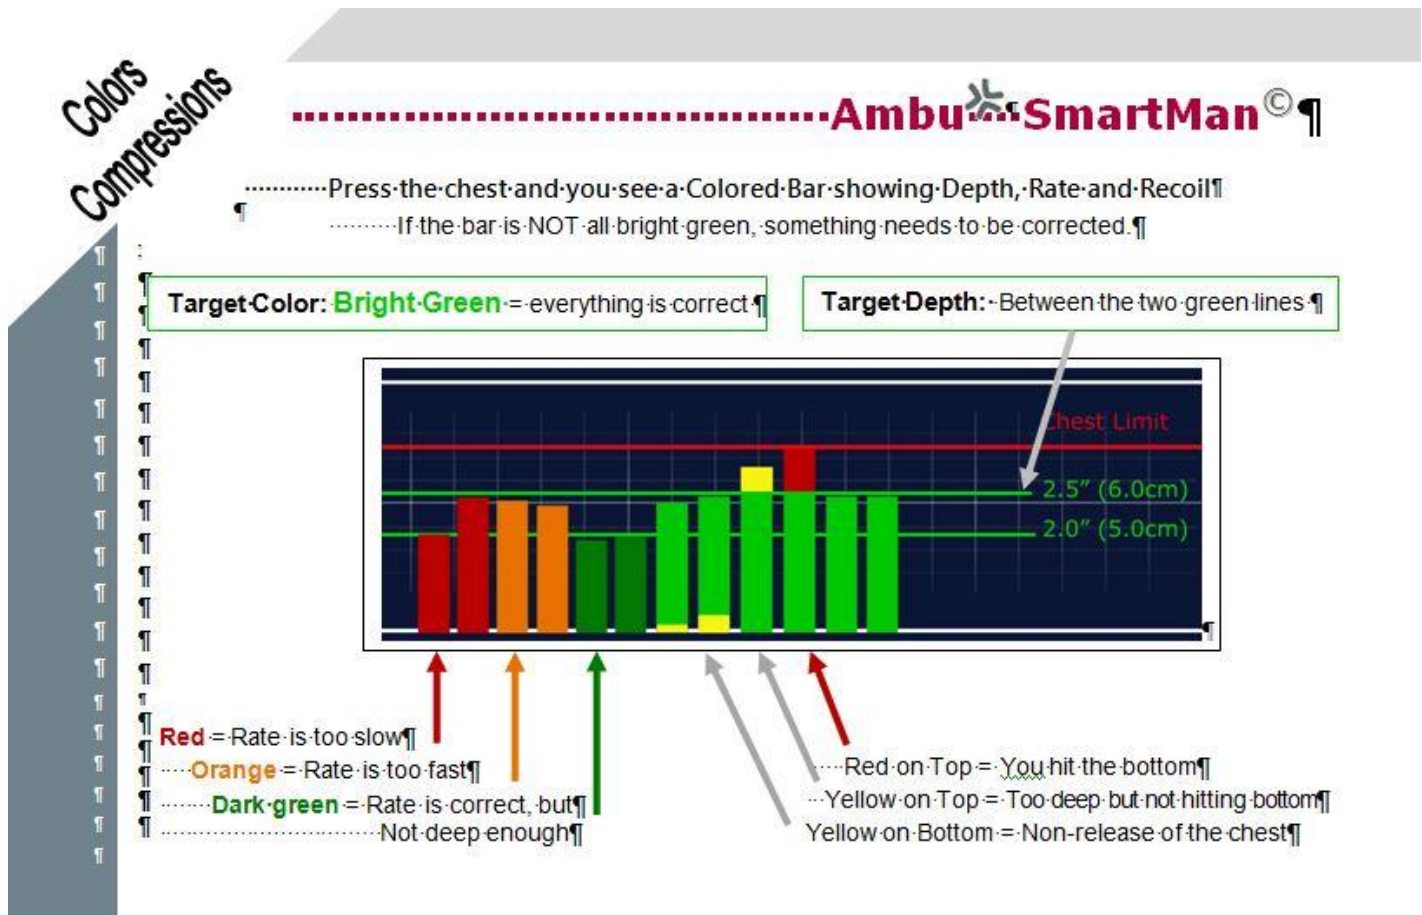 Colors
Compressions
Ambu SmartMan©¶
Press the chest and you see a Colored Bar showing Depth, Rate and Recoil¶
If the bar is NOT all bright green, something needs to be corrected.¶
Target Color: Bright Green = everything is correct ¶
Target Depth: Between the two green lines ¶
Chest Limit
2.5” (6.0cm)
2.0” (5.0cm)
Red = Rate is too slow¶
Orange = Rate is too fast¶
Dark green = Rate is correct, but¶
Not deep enough¶
Red on Top = You hit the bottom¶
Yellow on Top = Too deep but not hitting bottom¶
Yellow on Bottom = Non-release of the chest¶